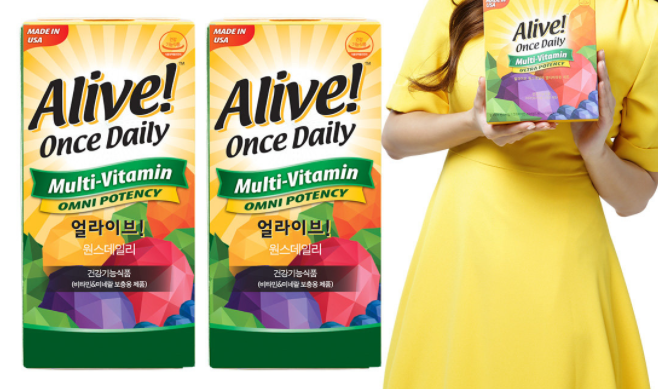 MADE IN
USA
Alive!
™
Once Daily
Multi-Vitamin
OMNI POTENCY
얼라이브!
원스데일리
건강기능식품
(비타민&미네랄 보충용 제품)
MADE IN
USA
Alive!
™
Once Daily
Multi-Vitamin
OMNI POTENCY
얼라이브!
원스데일리
건강기능식품
(비타민&미네랄 보충용 제품)
Alive!
Once Daily
Multi-Vitamin
ULTRA POTENCY